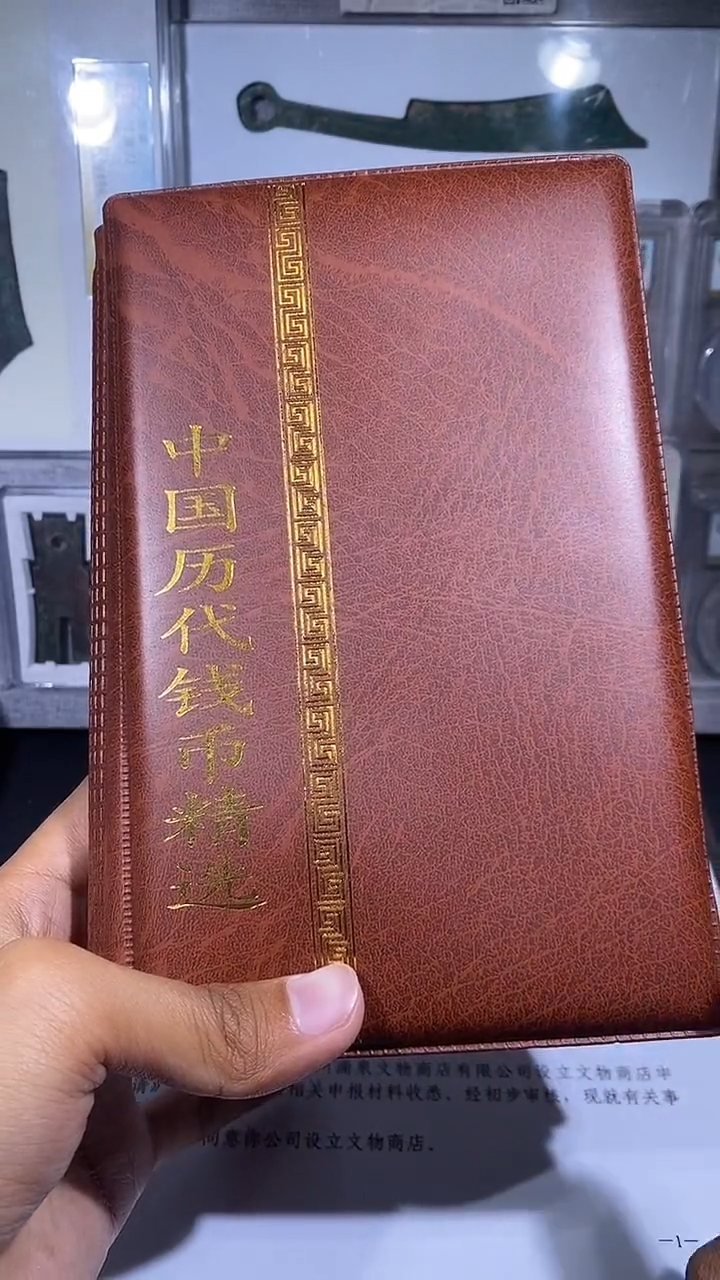 中国历代钱币精选
泉文物商店有限公司设立文物商店申
相关申报材料收悉。经初步审核，现就有关事
同意你公司设立文物商店。
—1—